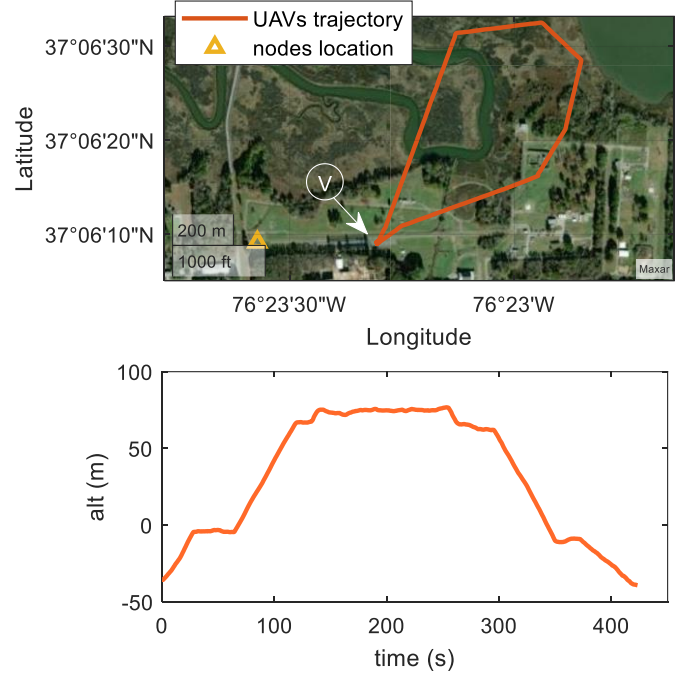 UAVs trajectory
nodes location
37°06'30"N
37°06'20"N
37°06'10"N
Latitude
V
200 m
1000 ft
Maxar
76°23'30"W
76°23'W
Longitude
100
50
0
-50
alt (m)
0
100
200
300
400
time (s)